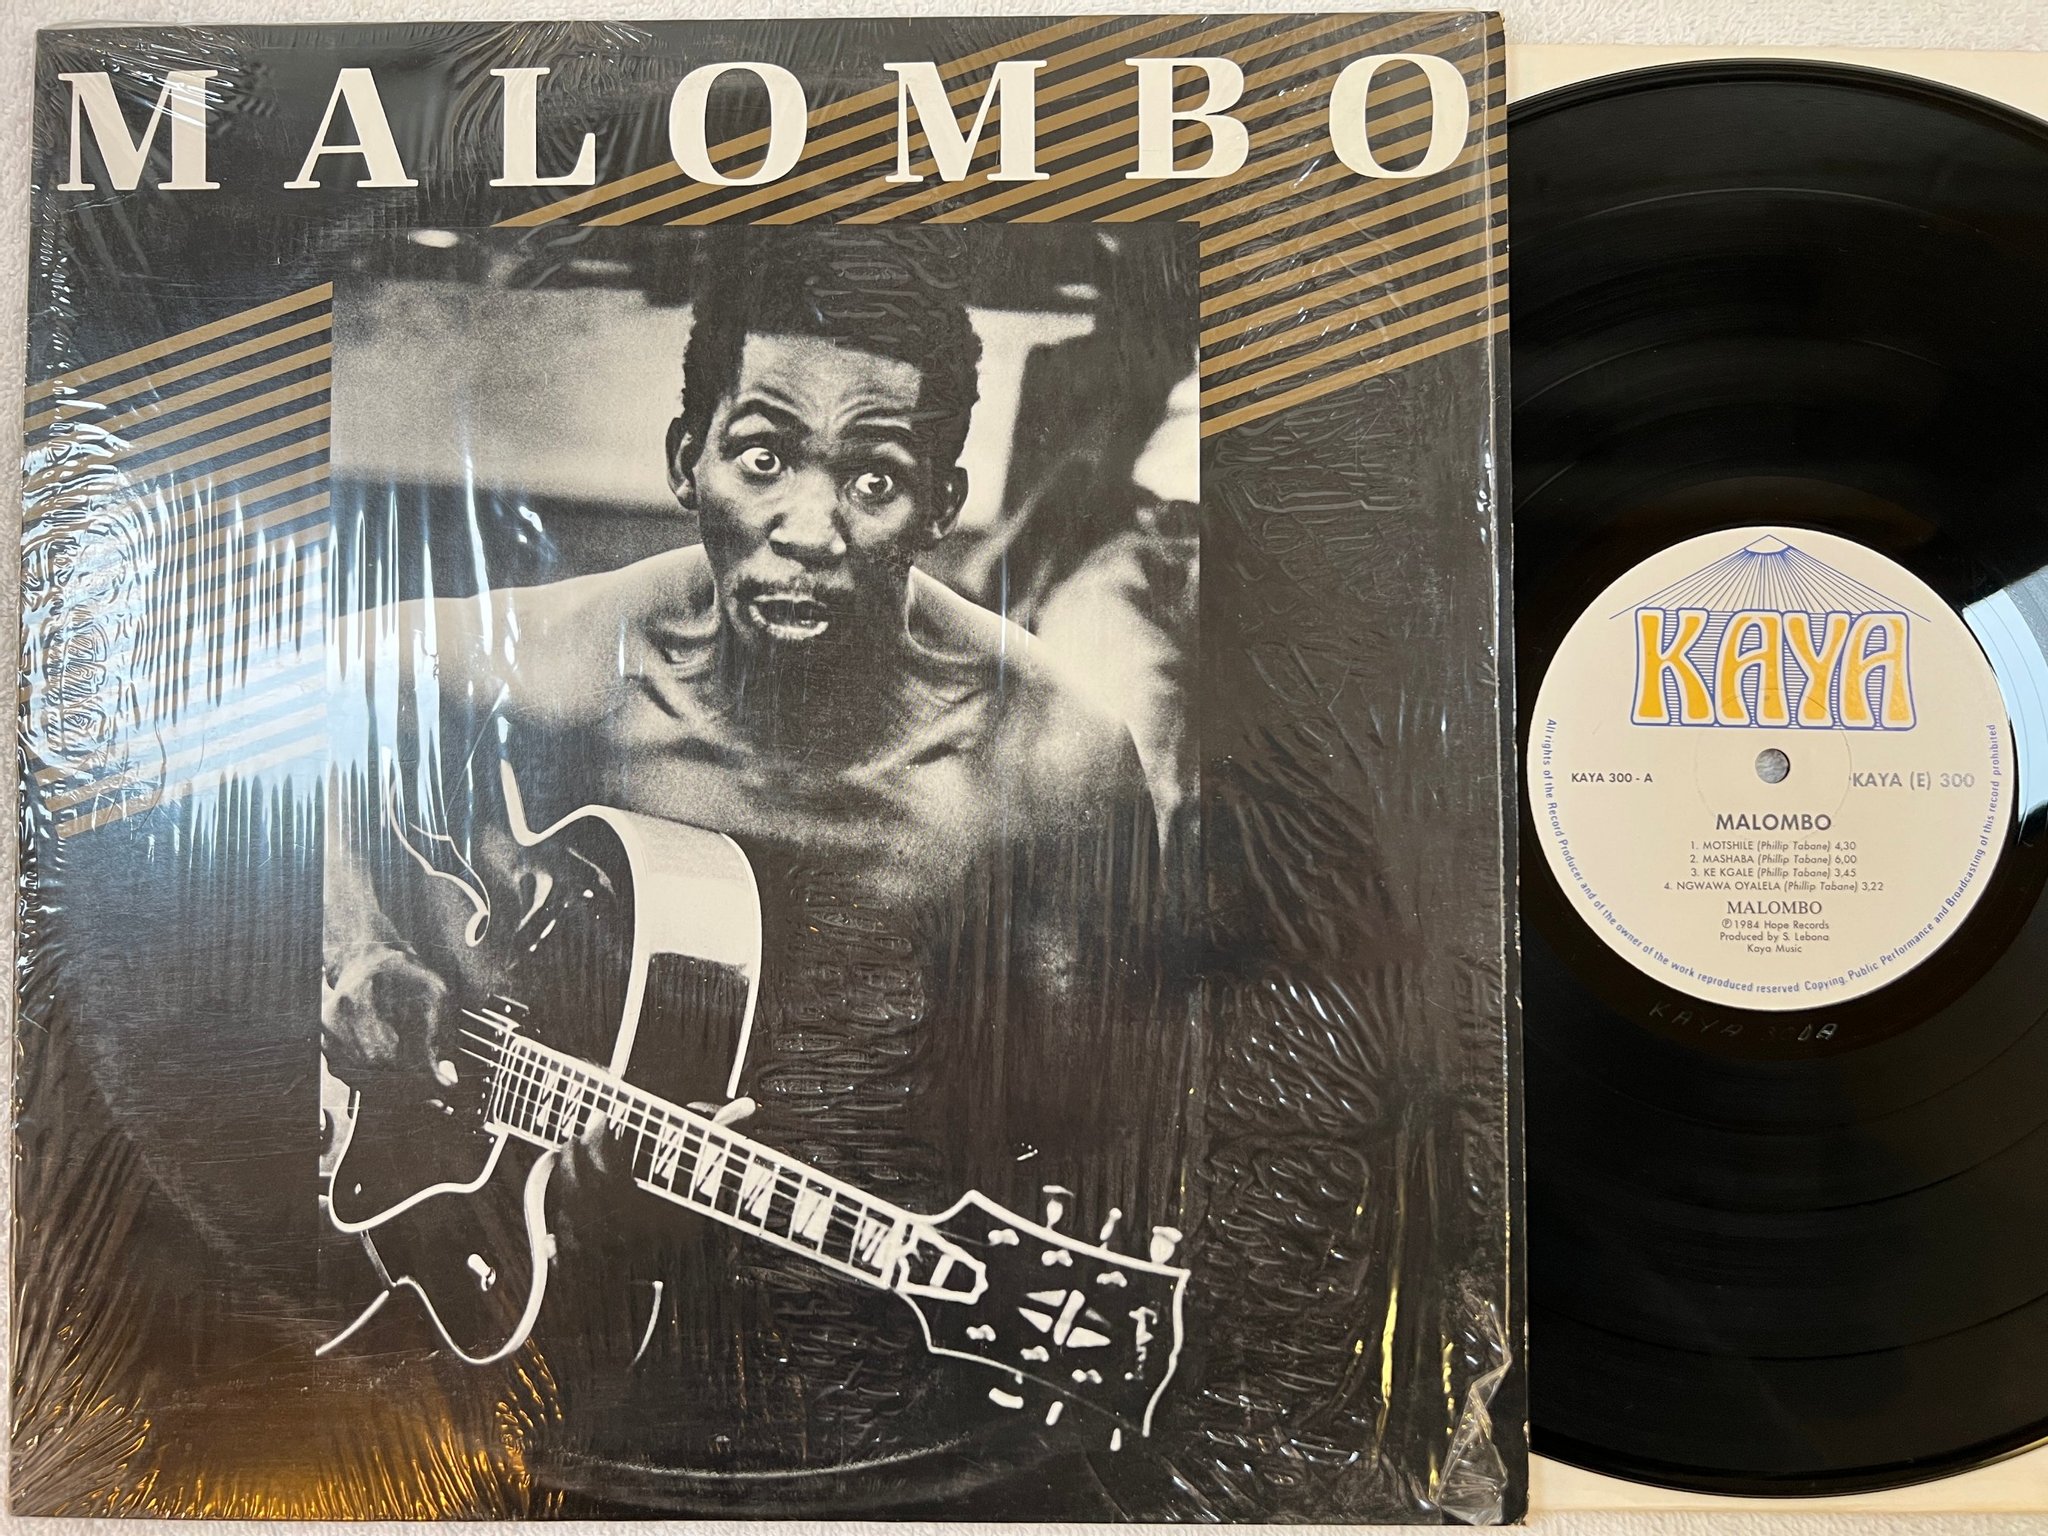 MALOMBO
Gibson
KAYA
KAYA 300 - A
KAYA (E) 300
MALOMBO
1. MOTSHILE (Phillip Tabane) 4,30
2. MASHABA (Phillip Tabane) 6,00
3. KE KGALE (Phillip Tabane) 3,45
4. NGWAWA OYALELA (Phillip Tabane) 3,22
MALOMBO
℗ 1984 Hope Records
Produced by S. Lebona
Kaya Music
All rights of the Record Producer and of the owner of the work reproduced reserved. Copying, Public Performance and Broadcasting of this record prohibited
KAYA